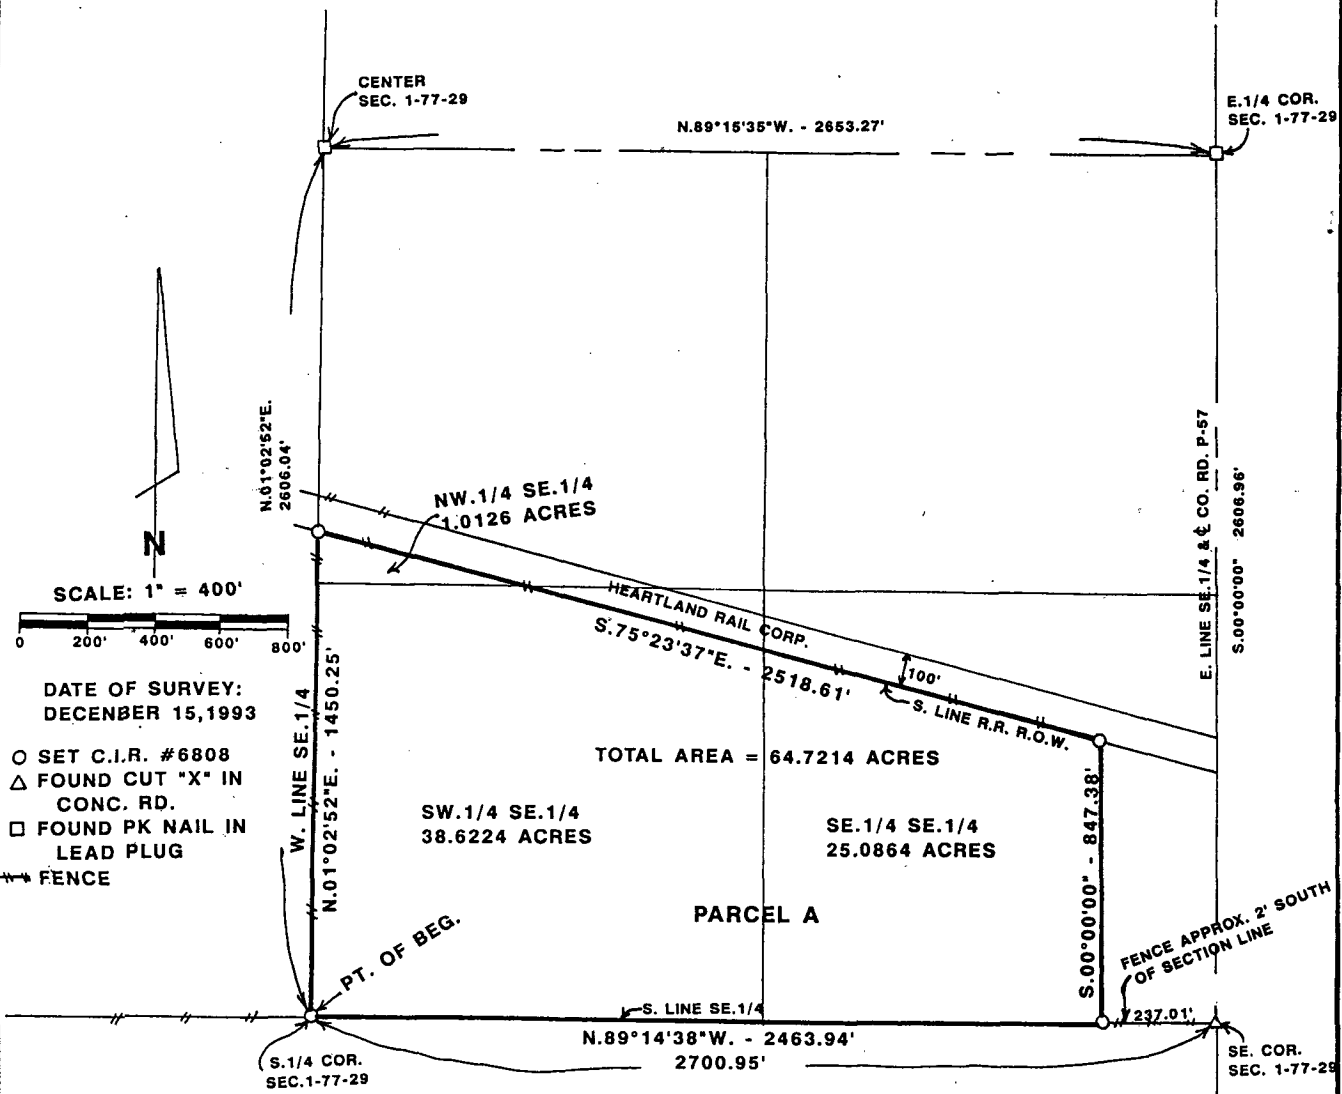 CENTER
SEC. 1-77-29
N.89°15'35"W. - 2653.27'
E.1/4 COR.
SEC. 1-77-29
N.01°02'52"E.
2606.04'
NW.1/4 SE.1/4
1.0126 ACRES
E. LINE SE.1/4 & ℄ CO. RD. P-57
S.00°00'00" 2606.96'
N
SCALE: 1" = 400'
0 200' 400' 600' 800'
HEARTLAND RAIL CORP.
S.75°23'37"E. - 2518.61'
100'
S. LINE R.R. R.O.W.
DATE OF SURVEY:
DECENBER 15,1993
SET C.I.R. #6808
FOUND CUT "X" IN
CONC. RD.
FOUND PK NAIL IN
LEAD PLUG
FENCE
W. LINE SE.1/4
N.01°02'52"E. - 1450.25'
TOTAL AREA = 64.7214 ACRES
SW.1/4 SE.1/4
38.6224 ACRES
SE.1/4 SE.1/4
25.0864 ACRES
S.00°00'00" - 847.38'
PARCEL A
PT. OF BEG.
FENCE APPROX. 2' SOUTH
OF SECTION LINE
S. LINE SE.1/4
237.01'
N.89°14'38"W. - 2463.94'
2700.95'
S.1/4 COR.
SEC.1-77-29
SE. COR.
SEC. 1-77-29